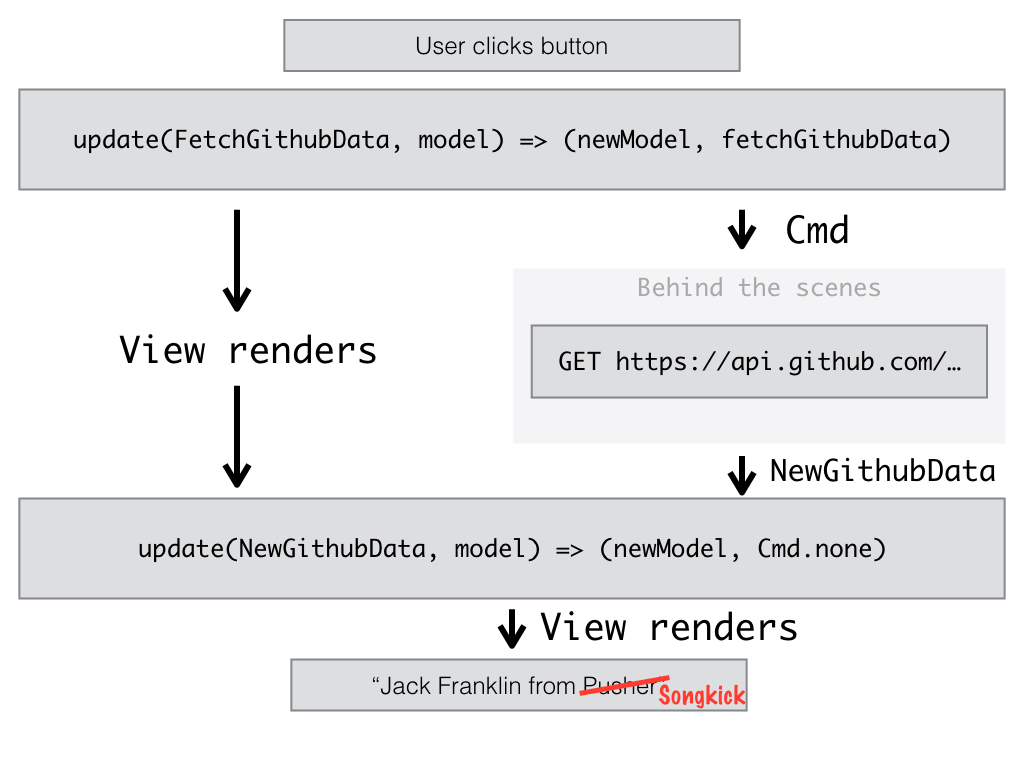 User clicks button
update(FetchGithubData, model) => (newModel, fetchGithubData)
Cmd
Behind the scenes
View renders
GET https://api.github.com/…
NewGithubData
update(NewGithubData, model) => (newModel, Cmd.none)
View renders
“Jack Franklin from Pusher”
Songkick